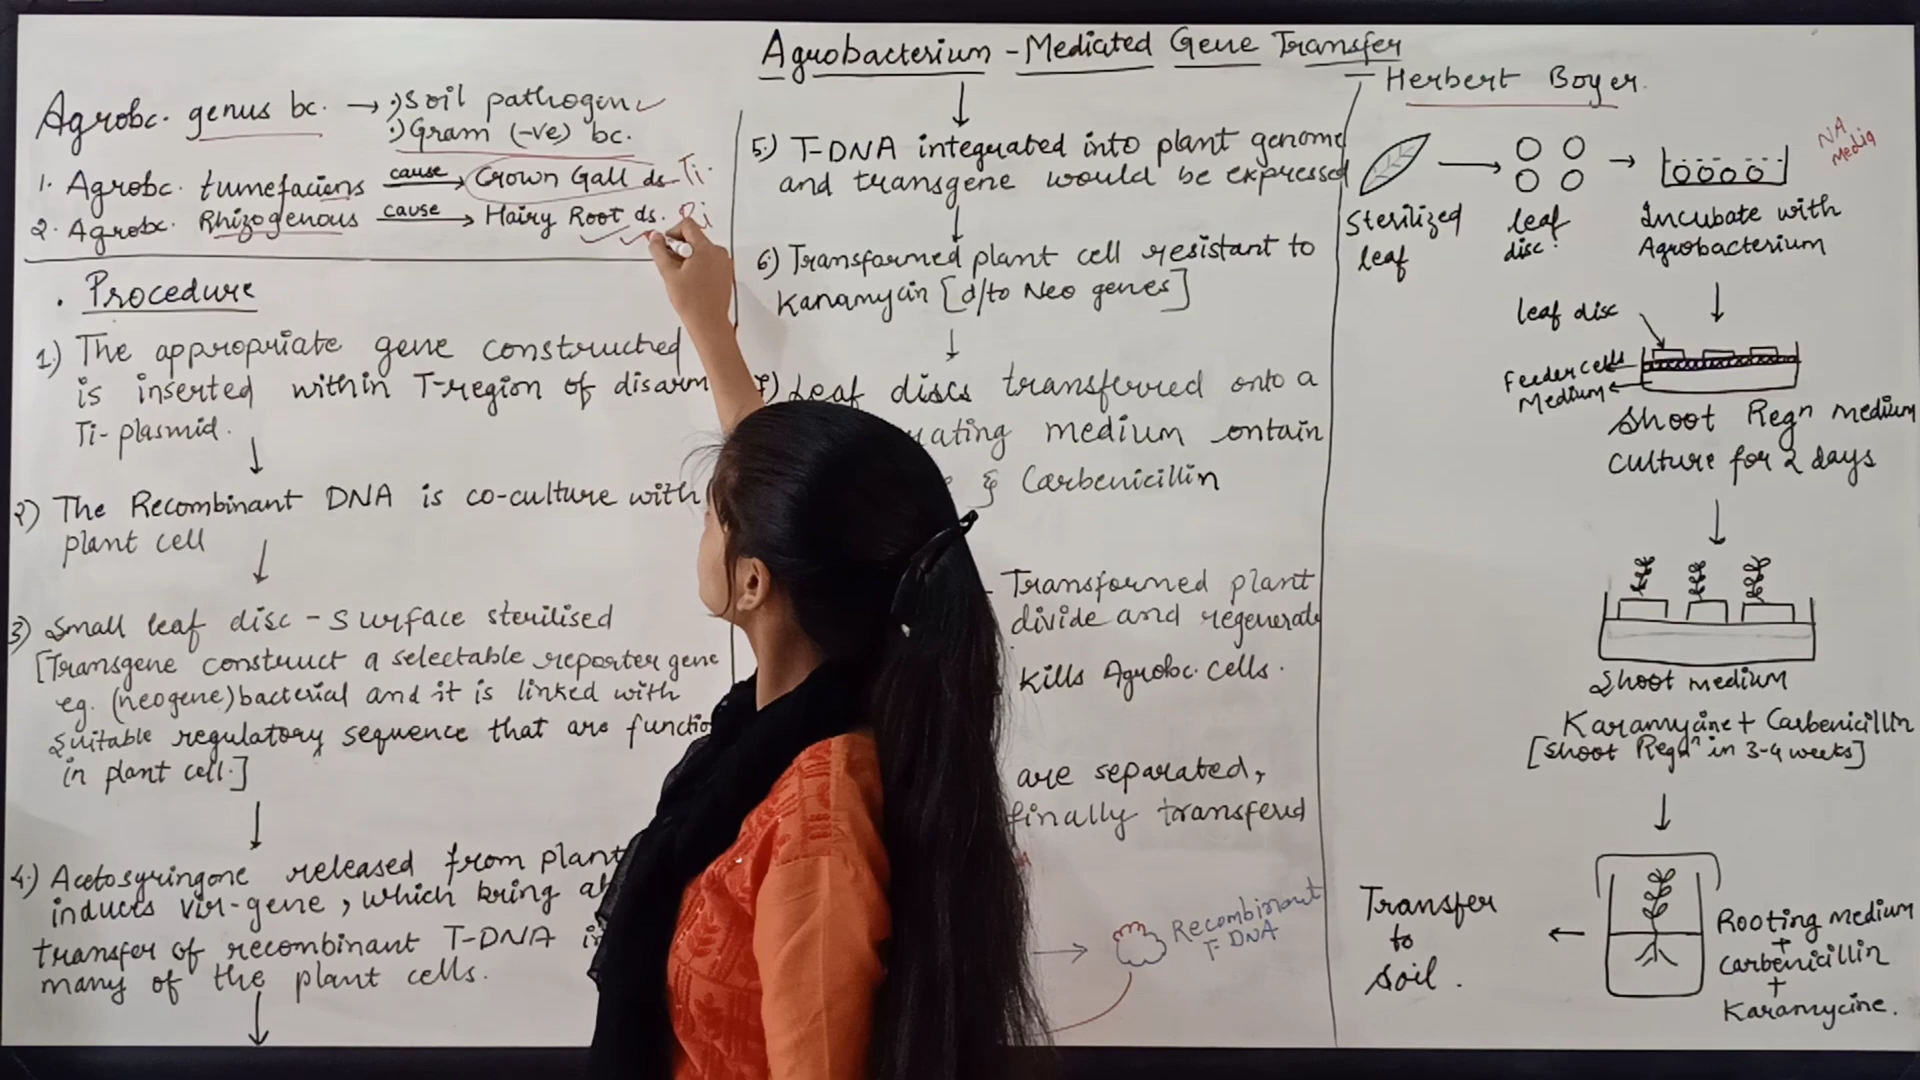 Agrobacterium - Mediated Gene Transfer
- Herbert Boyer.
Agrobc. genus bc. → ·) Soil pathogen
·) Gram (-ve) bc.
1. Agrobc. tumefaciens cause → Crown Gall ds Ti
2. Agrobc. Rhizogenous cause → Hairy Root ds. Ri
. Procedure
1.) The appropriate gene constructed
is inserted within T-region of disarm
Ti-plasmid.
2) The Recombinant DNA is co-culture with
plant cell
3) Small leaf disc - surface sterilised
[Transgene construct a selectable reporter gene
eg. (neogene) bacterial and it is linked with
suitable regulatory sequence that are functio
in plant cell.]
4.) Acetosyringone released from plant
induces vir-gene, which bring
transfer of recombinant T-DNA
many of the plant cells.
5.) T-DNA integrated into plant genome
and transgene would be expressed
6.) Transformed plant cell resistant to
Kanamycin [d/to Neo genes]
7) Leaf discs transferred onto a
medium ontain
& Carbenicillin
Transformed plant
divide and regenerate
kills Agrobc. cells.
are separated,
finally transferred
Recombinant
T-DNA
NA
Media
Sterilized
leaf
leaf
disc.
Incubate with
Agrobacterium
leaf disc
Feeder cells
Medium
Shoot Regn medium
Culture for 2 days
Shoot medium
Karamycine + Carbenicillin
[Shoot Regn in 3-4 weeks]
Rooting medium
+
Carbenicillin
+
Karamycine.
Transfer
to
Soil.